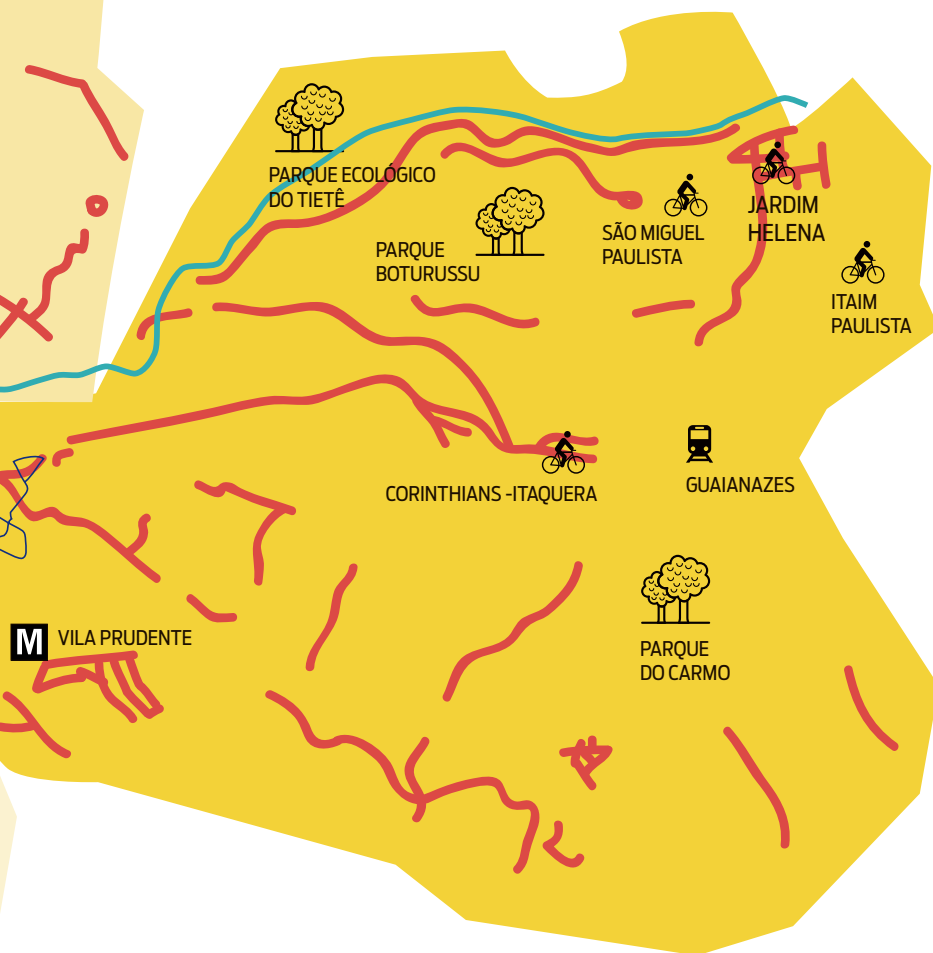 PARQUE ECOLÓGICO
DO TIETÊ
PARQUE
BOTURUSSU
SÃO MIGUEL
PAULISTA
JARDIM
HELENA
ITAIM
PAULISTA
CORINTHIANS -ITAQUERA
GUAIANAZES
M VILA PRUDENTE
PARQUE
DO CARMO